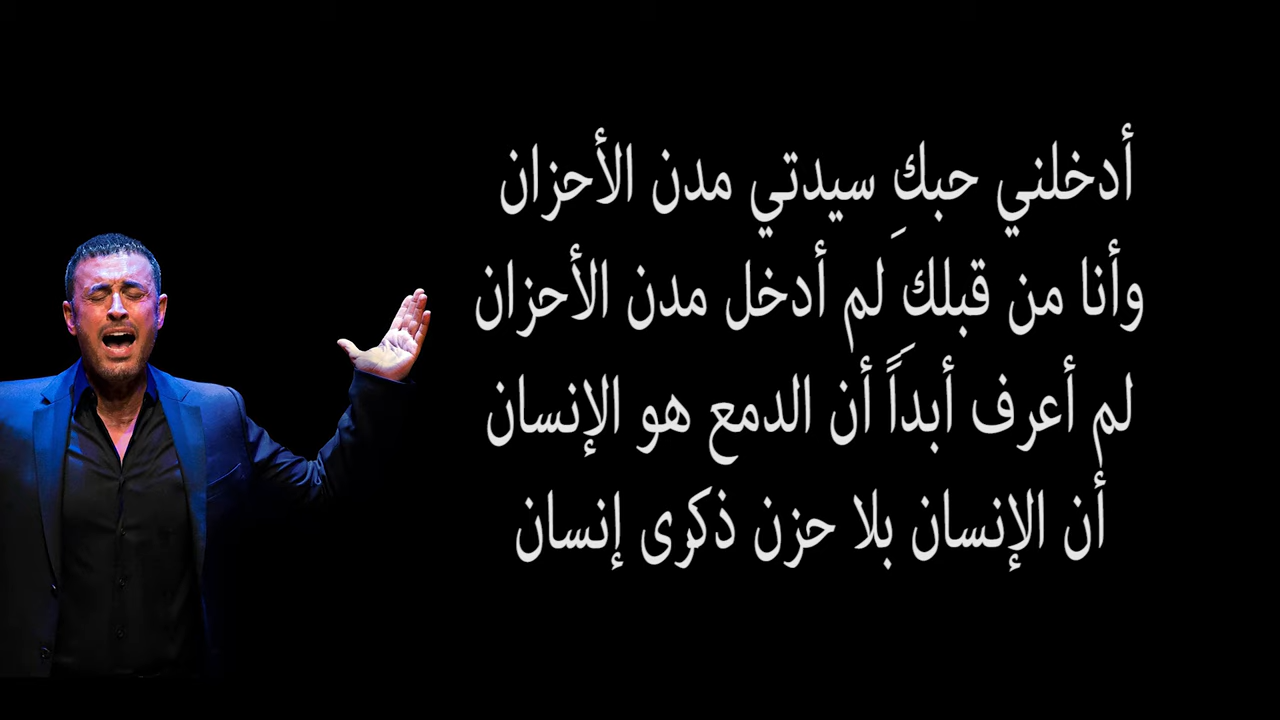 أدخلني حبكِ سيدتي مدن الأحزان
وأنا من قبلكِ لم أدخل مدن الأحزان
لم أعرف أبداً أن الدمع هو الإنسان
أن الإنسان بلا حزن ذكرى إنسان